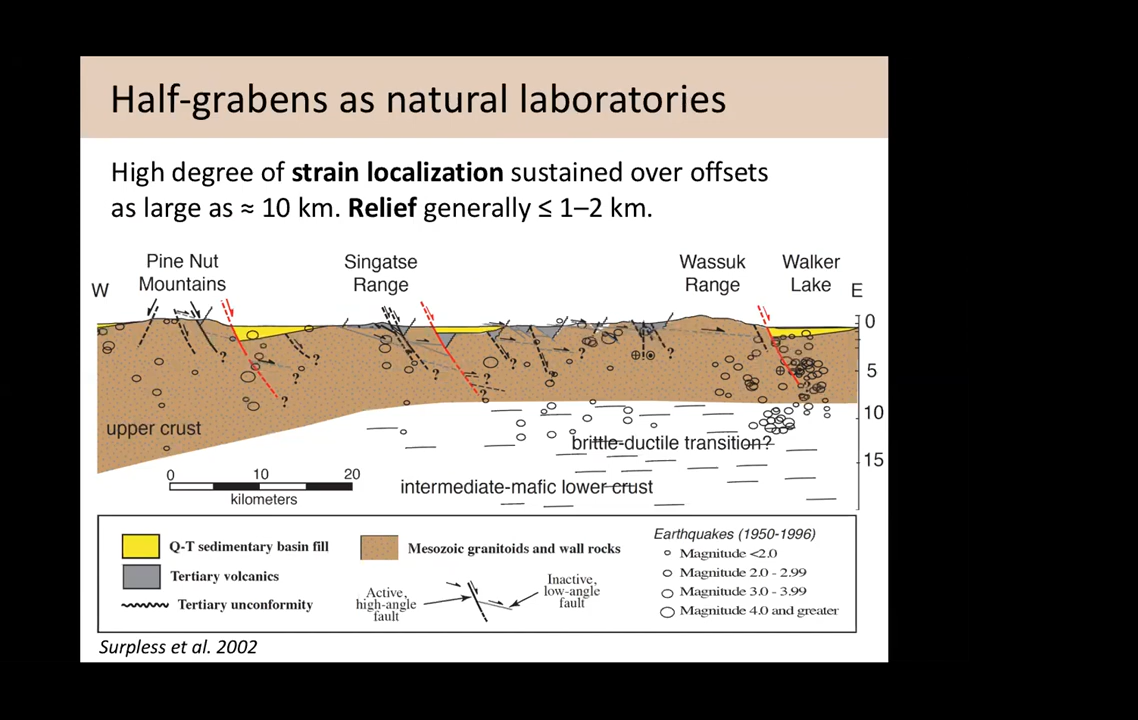 Half-grabens as natural laboratories
High degree of strain localization sustained over offsets
as large as ≈ 10 km. Relief generally ≤ 1–2 km.
Pine Nut
Mountains
Singatse
Range
Wassuk
Range
Walker
Lake
W
E
0
5
10
15
?
?
?
?
?
?
?
?
?
?
?
upper crust
brittle-ductile transition?
intermediate-mafic lower crust
0 10 20
kilometers
Q-T sedimentary basin fill
Tertiary volcanics
Tertiary unconformity
Mesozoic granitoids and wall rocks
Active,
high-angle
fault
Inactive,
low-angle
fault
Earthquakes (1950-1996)
Magnitude <2.0
Magnitude 2.0 - 2.99
Magnitude 3.0 - 3.99
Magnitude 4.0 and greater
Surpless et al. 2002